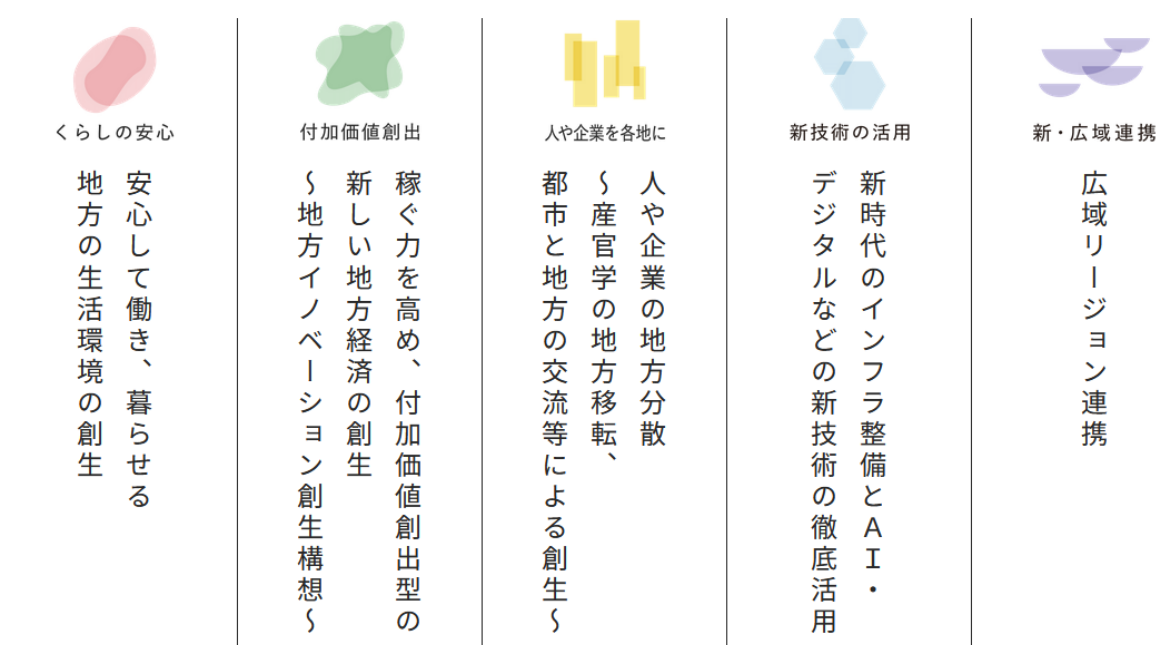 くらしの安心
安心して働き、暮らせる
地方の生活環境の創生
付加価値創出
稼ぐ力を高め、付加価値創出型の
新しい地方経済の創生
～地方イノベーション創生構想～
人や企業を各地に
人や企業の地方分散
～産官学の地方移転、
都市と地方の交流等による創生～
新技術の活用
新時代のインフラ整備とAI・
デジタルなどの新技術の徹底活用
新・広域連携
広域リージョン連携